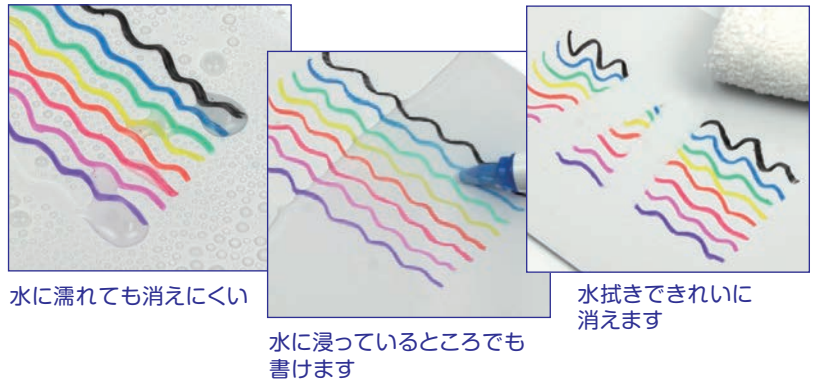 水に濡れても消えにくい
水に浸っているところでも
書けます
水拭きできれいに
消えます